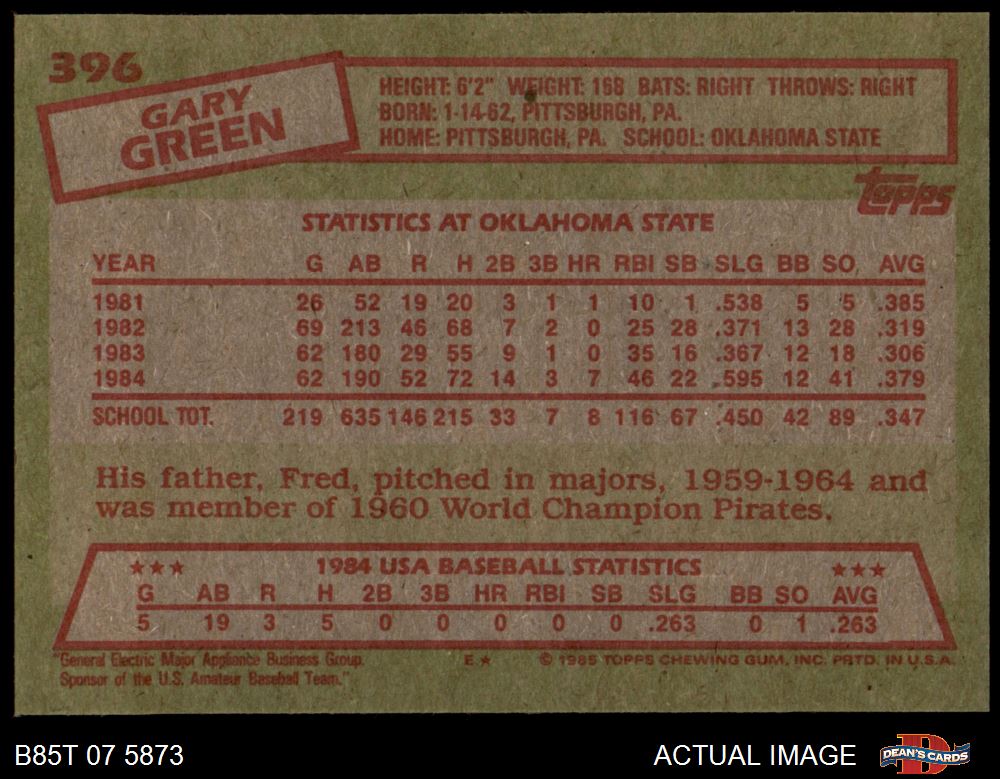 396
GARY
GREEN
HEIGHT: 6'2" WEIGHT: 168 BATS: RIGHT THROWS: RIGHT
BORN: 1-14-62, PITTSBURGH, PA.
HOME: PITTSBURGH, PA. SCHOOL: OKLAHOMA STATE
topps
STATISTICS AT OKLAHOMA STATE
YEAR G AB R H 2B 3B HR RBI SB SLG BB SO AVG
1981 26 52 19 20 3 1 1 10 1 .538 5 5 .385
1982 69 213 46 68 7 2 0 25 28 .371 13 28 .319
1983 62 180 29 55 9 1 0 35 16 .367 12 18 .306
1984 62 190 52 72 14 3 7 46 22 .595 12 41 .379
SCHOOL TOT. 219 635 146 215 33 7 8 116 67 .450 42 89 .347
His father, Fred, pitched in majors, 1959-1964 and
was member of 1960 World Champion Pirates.
★★★ 1984 USA BASEBALL STATISTICS ★★★
G AB R H 2B 3B HR RBI SB SLG BB SO AVG
5 19 3 5 0 0 0 0 0 .263 0 1 .263
"General Electric Major Appliance Business Group. E★ © 1985 TOPPS CHEWING GUM, INC. PRTD. IN U.S.A.
Sponsor of the U.S. Amateur Baseball Team."
B85T 07 5873 ACTUAL IMAGE DEAN'S CARDS